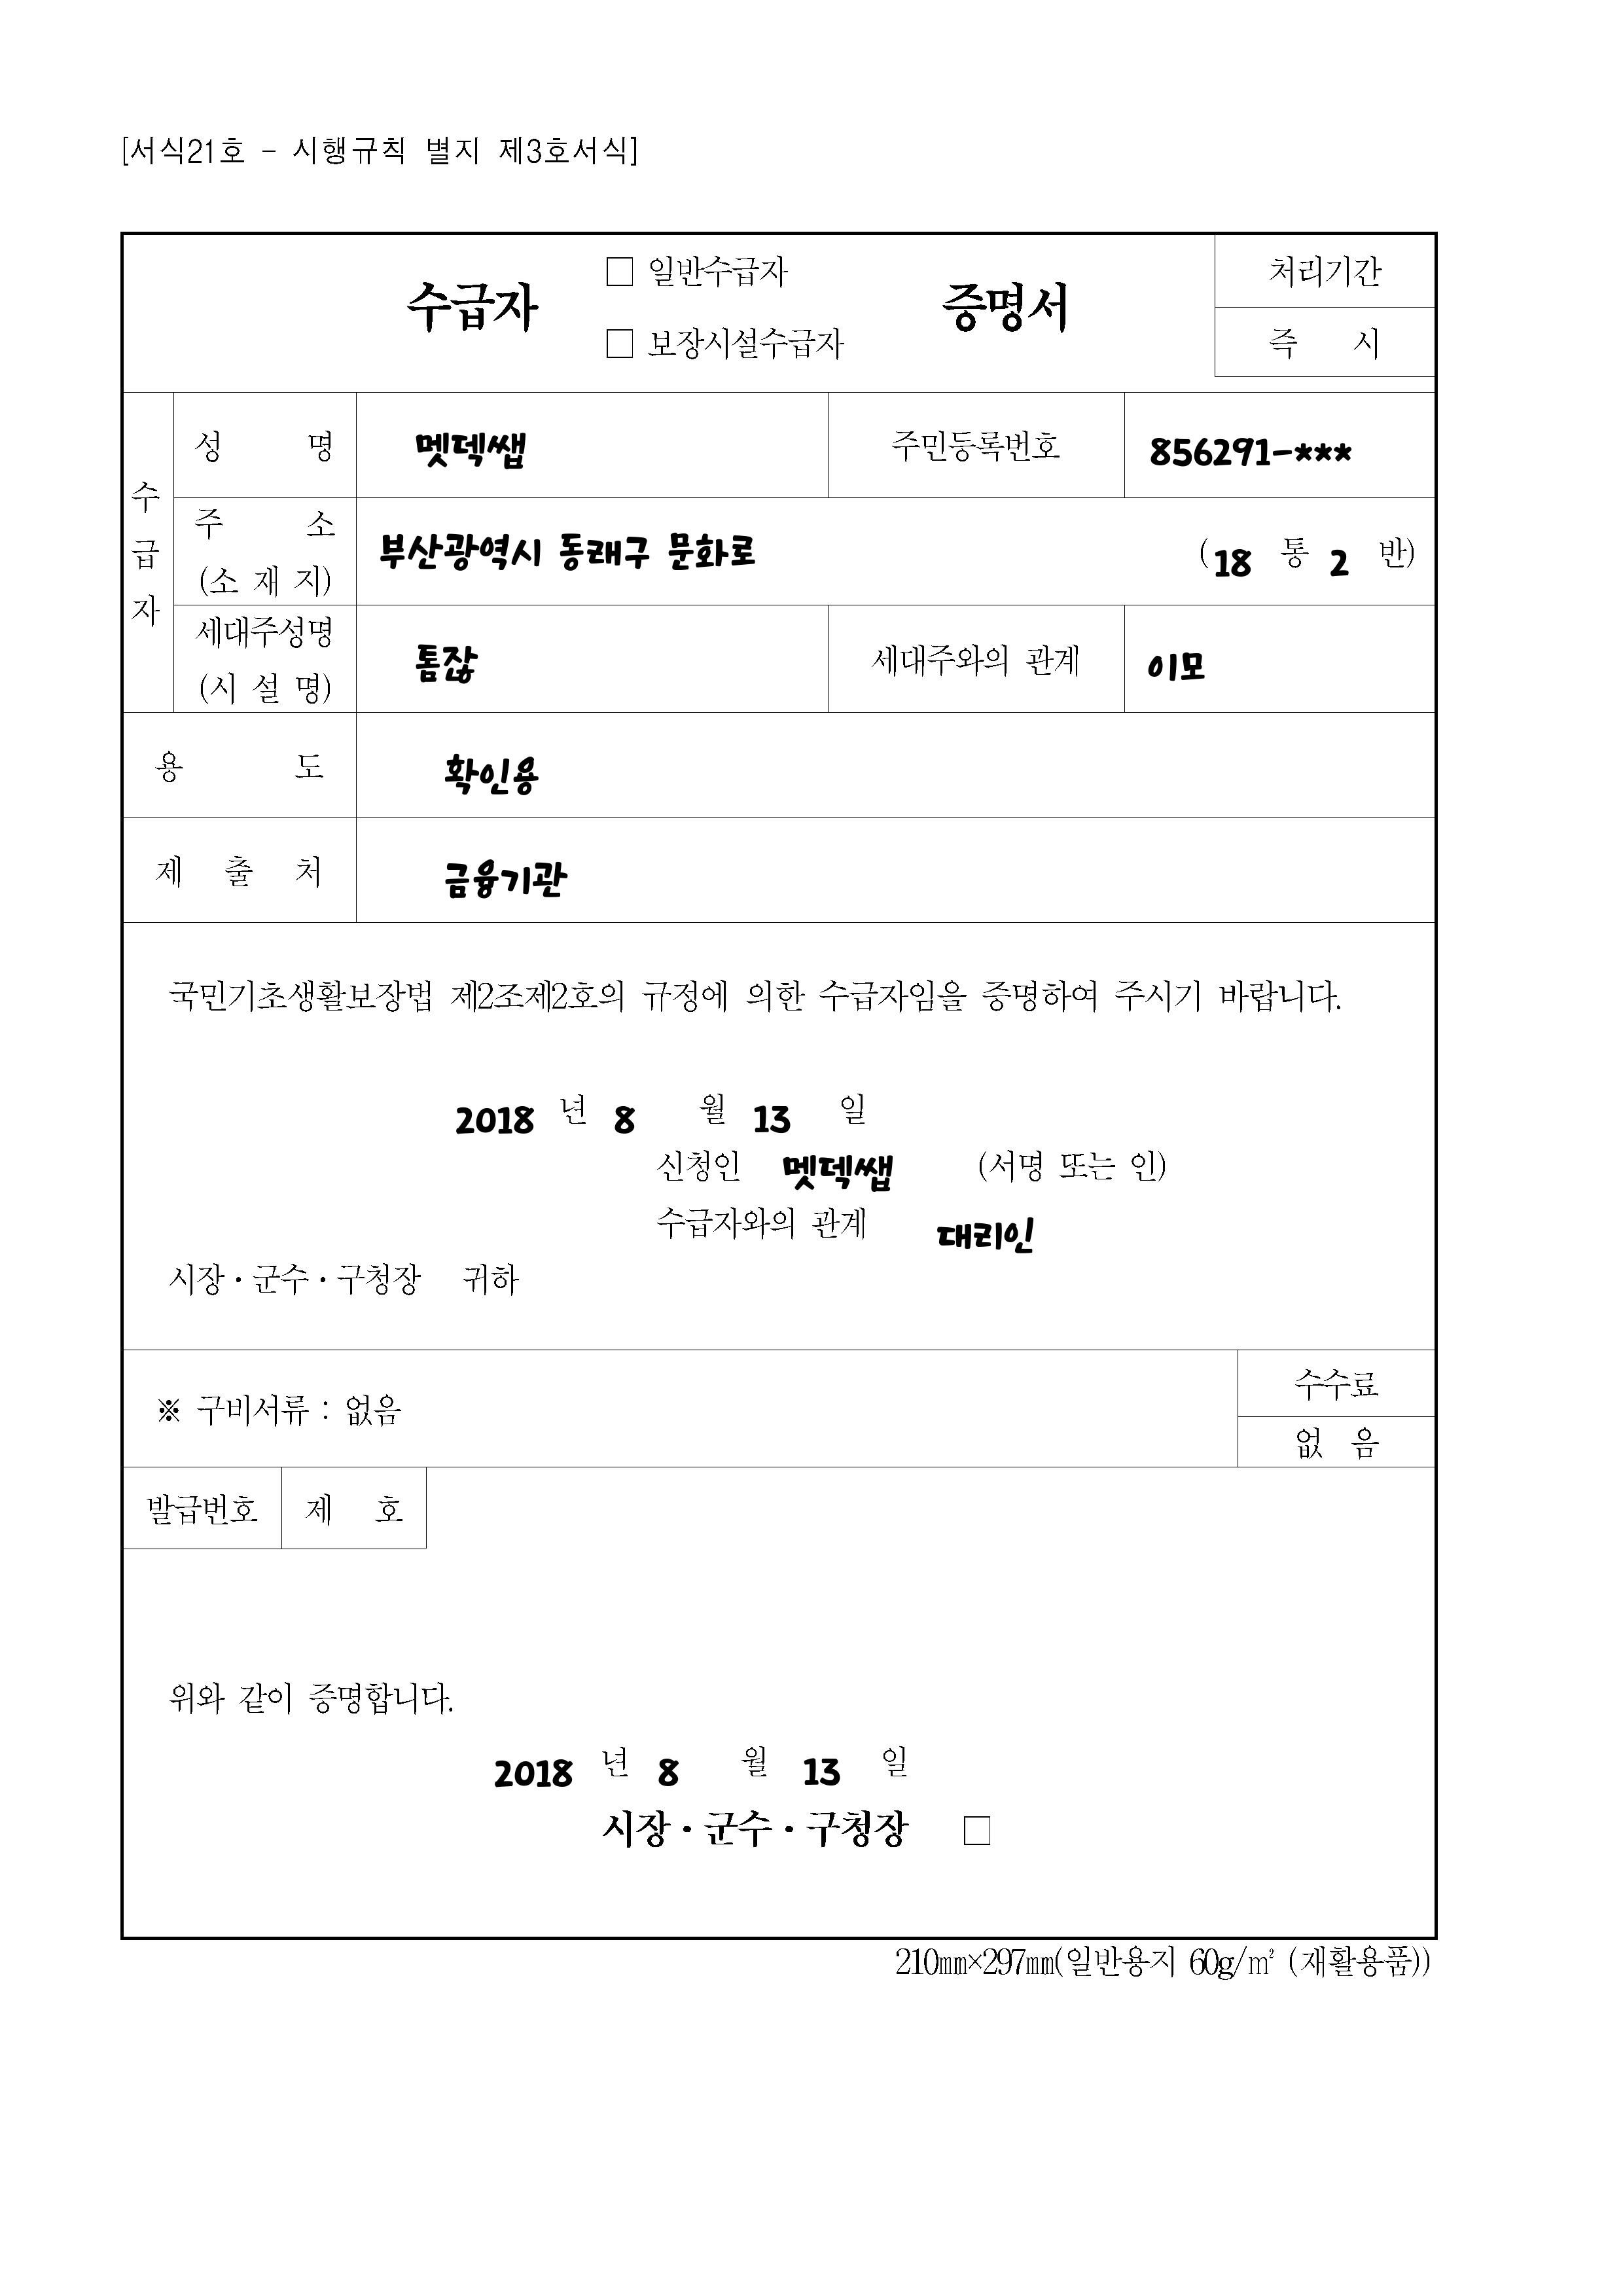 [서식21호 - 시행규칙 별지 제3호서식]
수급자 □ 일반수급자 □ 보장시설수급자 증명서
처리기간
즉 시
수급자
성 명 멧덱쌥 주민등록번호 856291-***
주 소 (소 재 지) 부산광역시 동래구 문화로 (18 통 2 반)
세대주성명 (시 설 명) 톰잖 세대주와의 관계 이모
용 도 확인용
제 출 처 금융기관
국민기초생활보장법 제2조제2호의 규정에 의한 수급자임을 증명하여 주시기 바랍니다.
2018 년 8 월 13 일
신청인 멧덱쌥 (서명 또는 인)
수급자와의 관계 대리인
시장·군수·구청장 귀하
※ 구비서류 : 없음
수수료
없 음
발급번호 제 호
위와 같이 증명합니다.
2018 년 8 월 13 일
시장·군수·구청장 □
210㎜×297㎜(일반용지 60g/㎡ (재활용품))